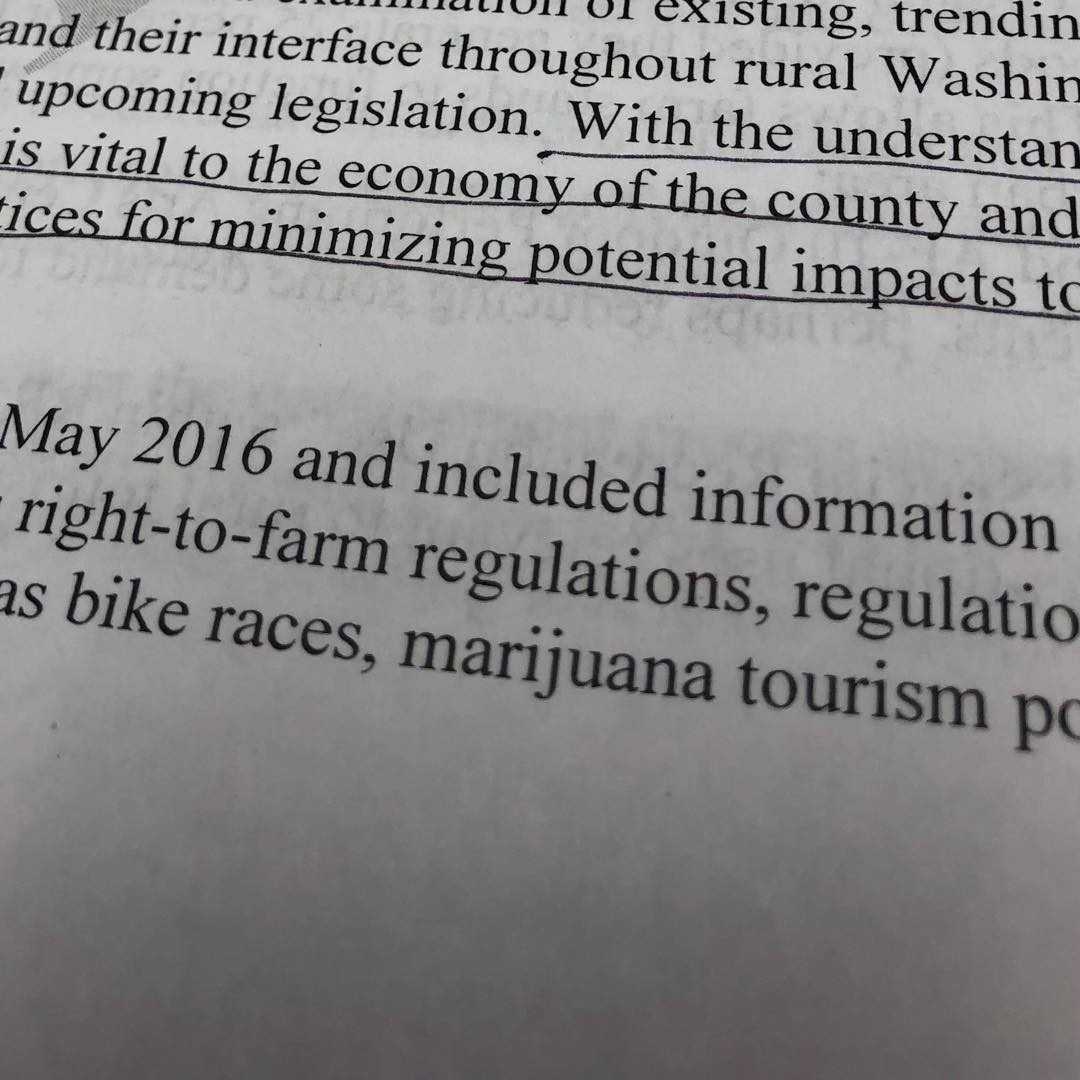 of existing, trendin
and their interface throughout rural Washin
upcoming legislation. With the understan
is vital to the economy of the county and
tices for minimizing potential impacts to
May 2016 and included information
right-to-farm regulations, regulatio
as bike races, marijuana tourism po